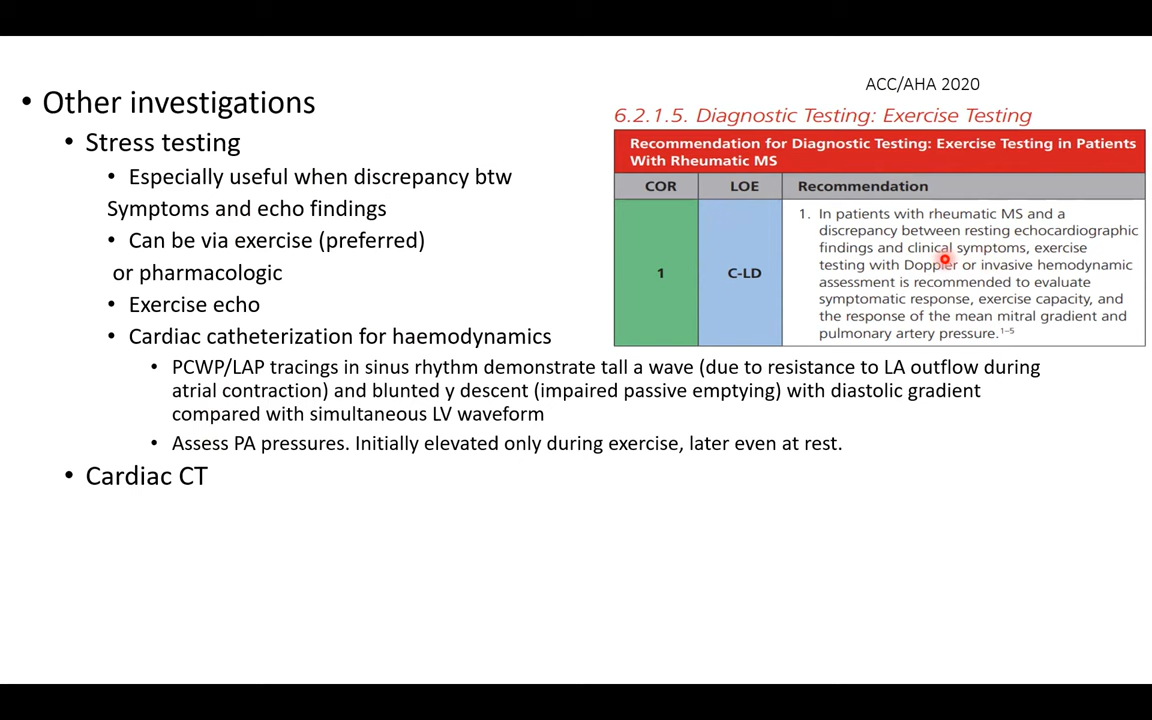 • Other investigations
• Stress testing
• Especially useful when discrepancy btw
Symptoms and echo findings
• Can be via exercise (preferred)
or pharmacologic
• Exercise echo
• Cardiac catheterization for haemodynamics
• PCWP/LAP tracings in sinus rhythm demonstrate tall a wave (due to resistance to LA outflow during
atrial contraction) and blunted y descent (impaired passive emptying) with diastolic gradient
compared with simultaneous LV waveform
• Assess PA pressures. Initially elevated only during exercise, later even at rest.
• Cardiac CT
ACC/AHA 2020
6.2.1.5. Diagnostic Testing: Exercise Testing
Recommendation for Diagnostic Testing: Exercise Testing in Patients
With Rheumatic MS
COR LOE Recommendation
1 C-LD
1. In patients with rheumatic MS and a
discrepancy between resting echocardiographic
findings and clinical symptoms, exercise
testing with Doppler or invasive hemodynamic
assessment is recommended to evaluate
symptomatic response, exercise capacity, and
the response of the mean mitral gradient and
pulmonary artery pressure.1–5